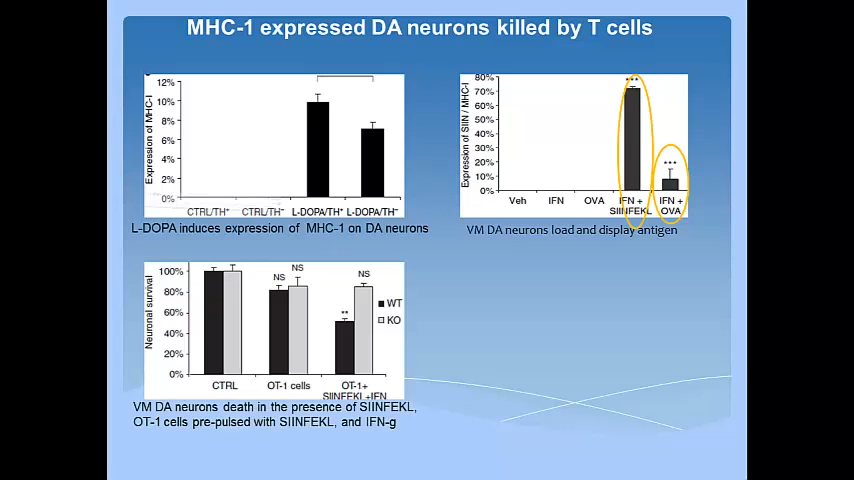 MHC-1 expressed DA neurons killed by T cells
Expression of MHC-I
12%
10%
8%
6%
4%
2%
0%
CTRL/TH⁺ CTRL/TH⁻ L-DOPA/TH⁺ L-DOPA/TH⁻
L-DOPA induces expression of MHC-1 on DA neurons
Expression of SIIN / MHC-I
80%
70%
60%
50%
40%
30%
20%
10%
0%
***
***
Veh IFN OVA IFN + SIINFEKL IFN + OVA
VM DA neurons load and display antigen
Neuronal survival
100%
80%
60%
40%
20%
0%
NS NS
**
NS
WT
KO
CTRL OT-1 cells OT-1+ SIINFEKL+IFN
VM DA neurons death in the presence of SIINFEKL,
OT-1 cells pre-pulsed with SIINFEKL, and IFN-g